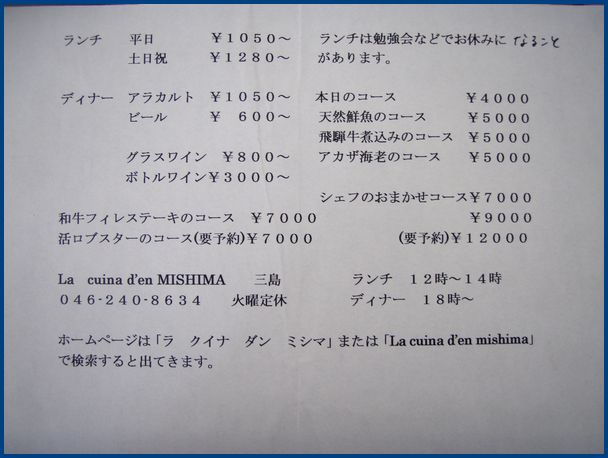 ランチ　平日　￥１０５０～　ランチは勉強会などでお休みに なること
土日祝　￥１２８０～　があります。
ディナー　アラカルト　￥１０５０～　本日のコース　￥４０００
ビール　￥　６００～　天然鮮魚のコース　￥５０００
飛騨牛煮込みのコース　￥５０００
グラスワイン　￥８００～　アカザ海老のコース　￥５０００
ボトルワイン￥３０００～
シェフのおまかせコース￥７０００
和牛フィレステーキのコース　￥７０００　￥９０００
活ロブスターのコース(要予約)￥７０００　(要予約)￥１２０００
La　cuina d'en MISHIMA　　三島　ランチ　１２時～１４時
０４６-２４０-８６３４　　火曜定休　ディナー　１８時～
ホームページは「ラ　クイナ　ダン　ミシマ」または「La cuina d'en mishima」
で検索すると出てきます。